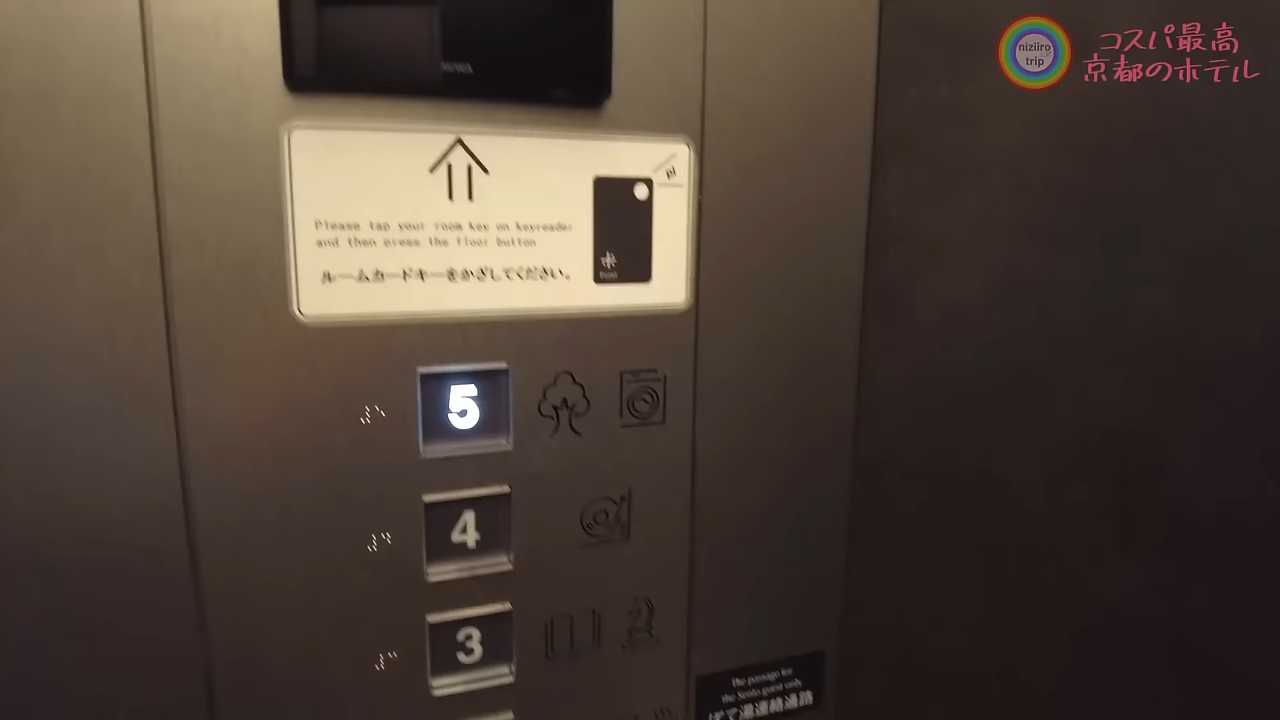 niziiro
trip
コスパ最高
京都のホテル
Please tap your room key on keyreader
and then press the floor button
ルームカードキーをかざしてください。
5
4
3
The passage for
the Sento guest only